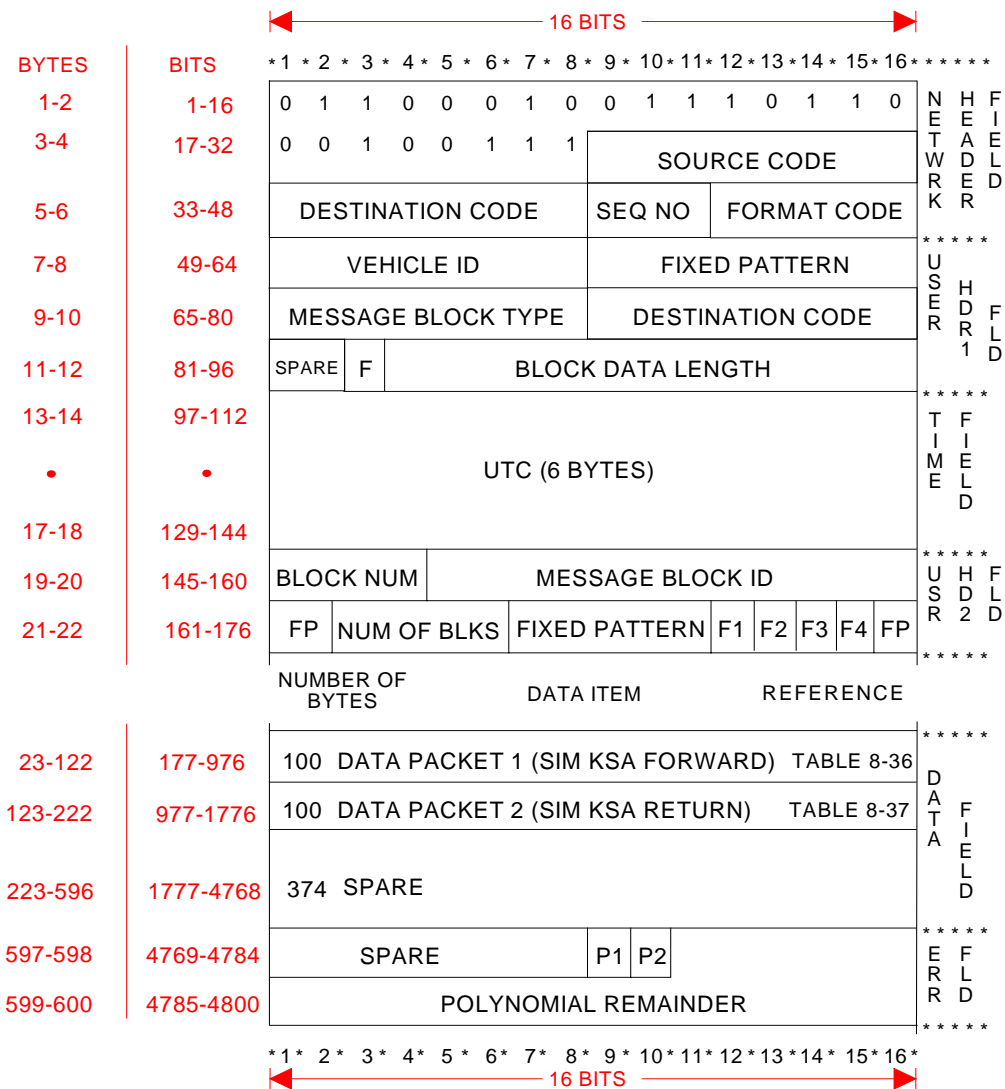 16 BITS
BYTES BITS *1 * 2 * 3 * 4 * 5 * 6 * 7 * 8 * 9 * 10 * 11 * 12 * 13 * 14 * 15 * 16 * * * * * *
1-2 1-16 0 1 1 0 0 0 1 0 0 1 1 1 0 1 1 0
3-4 17-32 0 0 1 0 0 1 1 1 SOURCE CODE
NETWRK HEADER FIELD
5-6 33-48 DESTINATION CODE SEQ NO FORMAT CODE
* * * * *
7-8 49-64 VEHICLE ID FIXED PATTERN
9-10 65-80 MESSAGE BLOCK TYPE DESTINATION CODE
USER HDR1 FLD
11-12 81-96 SPARE F BLOCK DATA LENGTH
* * * * *
13-14 97-112
• • UTC (6 BYTES)
TIME FIELD
17-18 129-144
* * * * *
19-20 145-160 BLOCK NUM MESSAGE BLOCK ID
USR HD2 FLD
21-22 161-176 FP NUM OF BLKS FIXED PATTERN F1 F2 F3 F4 FP
* * * * *
NUMBER OF BYTES DATA ITEM REFERENCE
* * * * *
23-122 177-976 100 DATA PACKET 1 (SIM KSA FORWARD) TABLE 8-36
123-222 977-1776 100 DATA PACKET 2 (SIM KSA RETURN) TABLE 8-37
DATA FIELD
223-596 1777-4768 374 SPARE
* * * * *
597-598 4769-4784 SPARE P1 P2
ERR FLD
599-600 4785-4800 POLYNOMIAL REMAINDER
* * * * *
*1 * 2 * 3 * 4 * 5 * 6 * 7 * 8 * 9 * 10 * 11 * 12 * 13 * 14 * 15 * 16 *
16 BITS